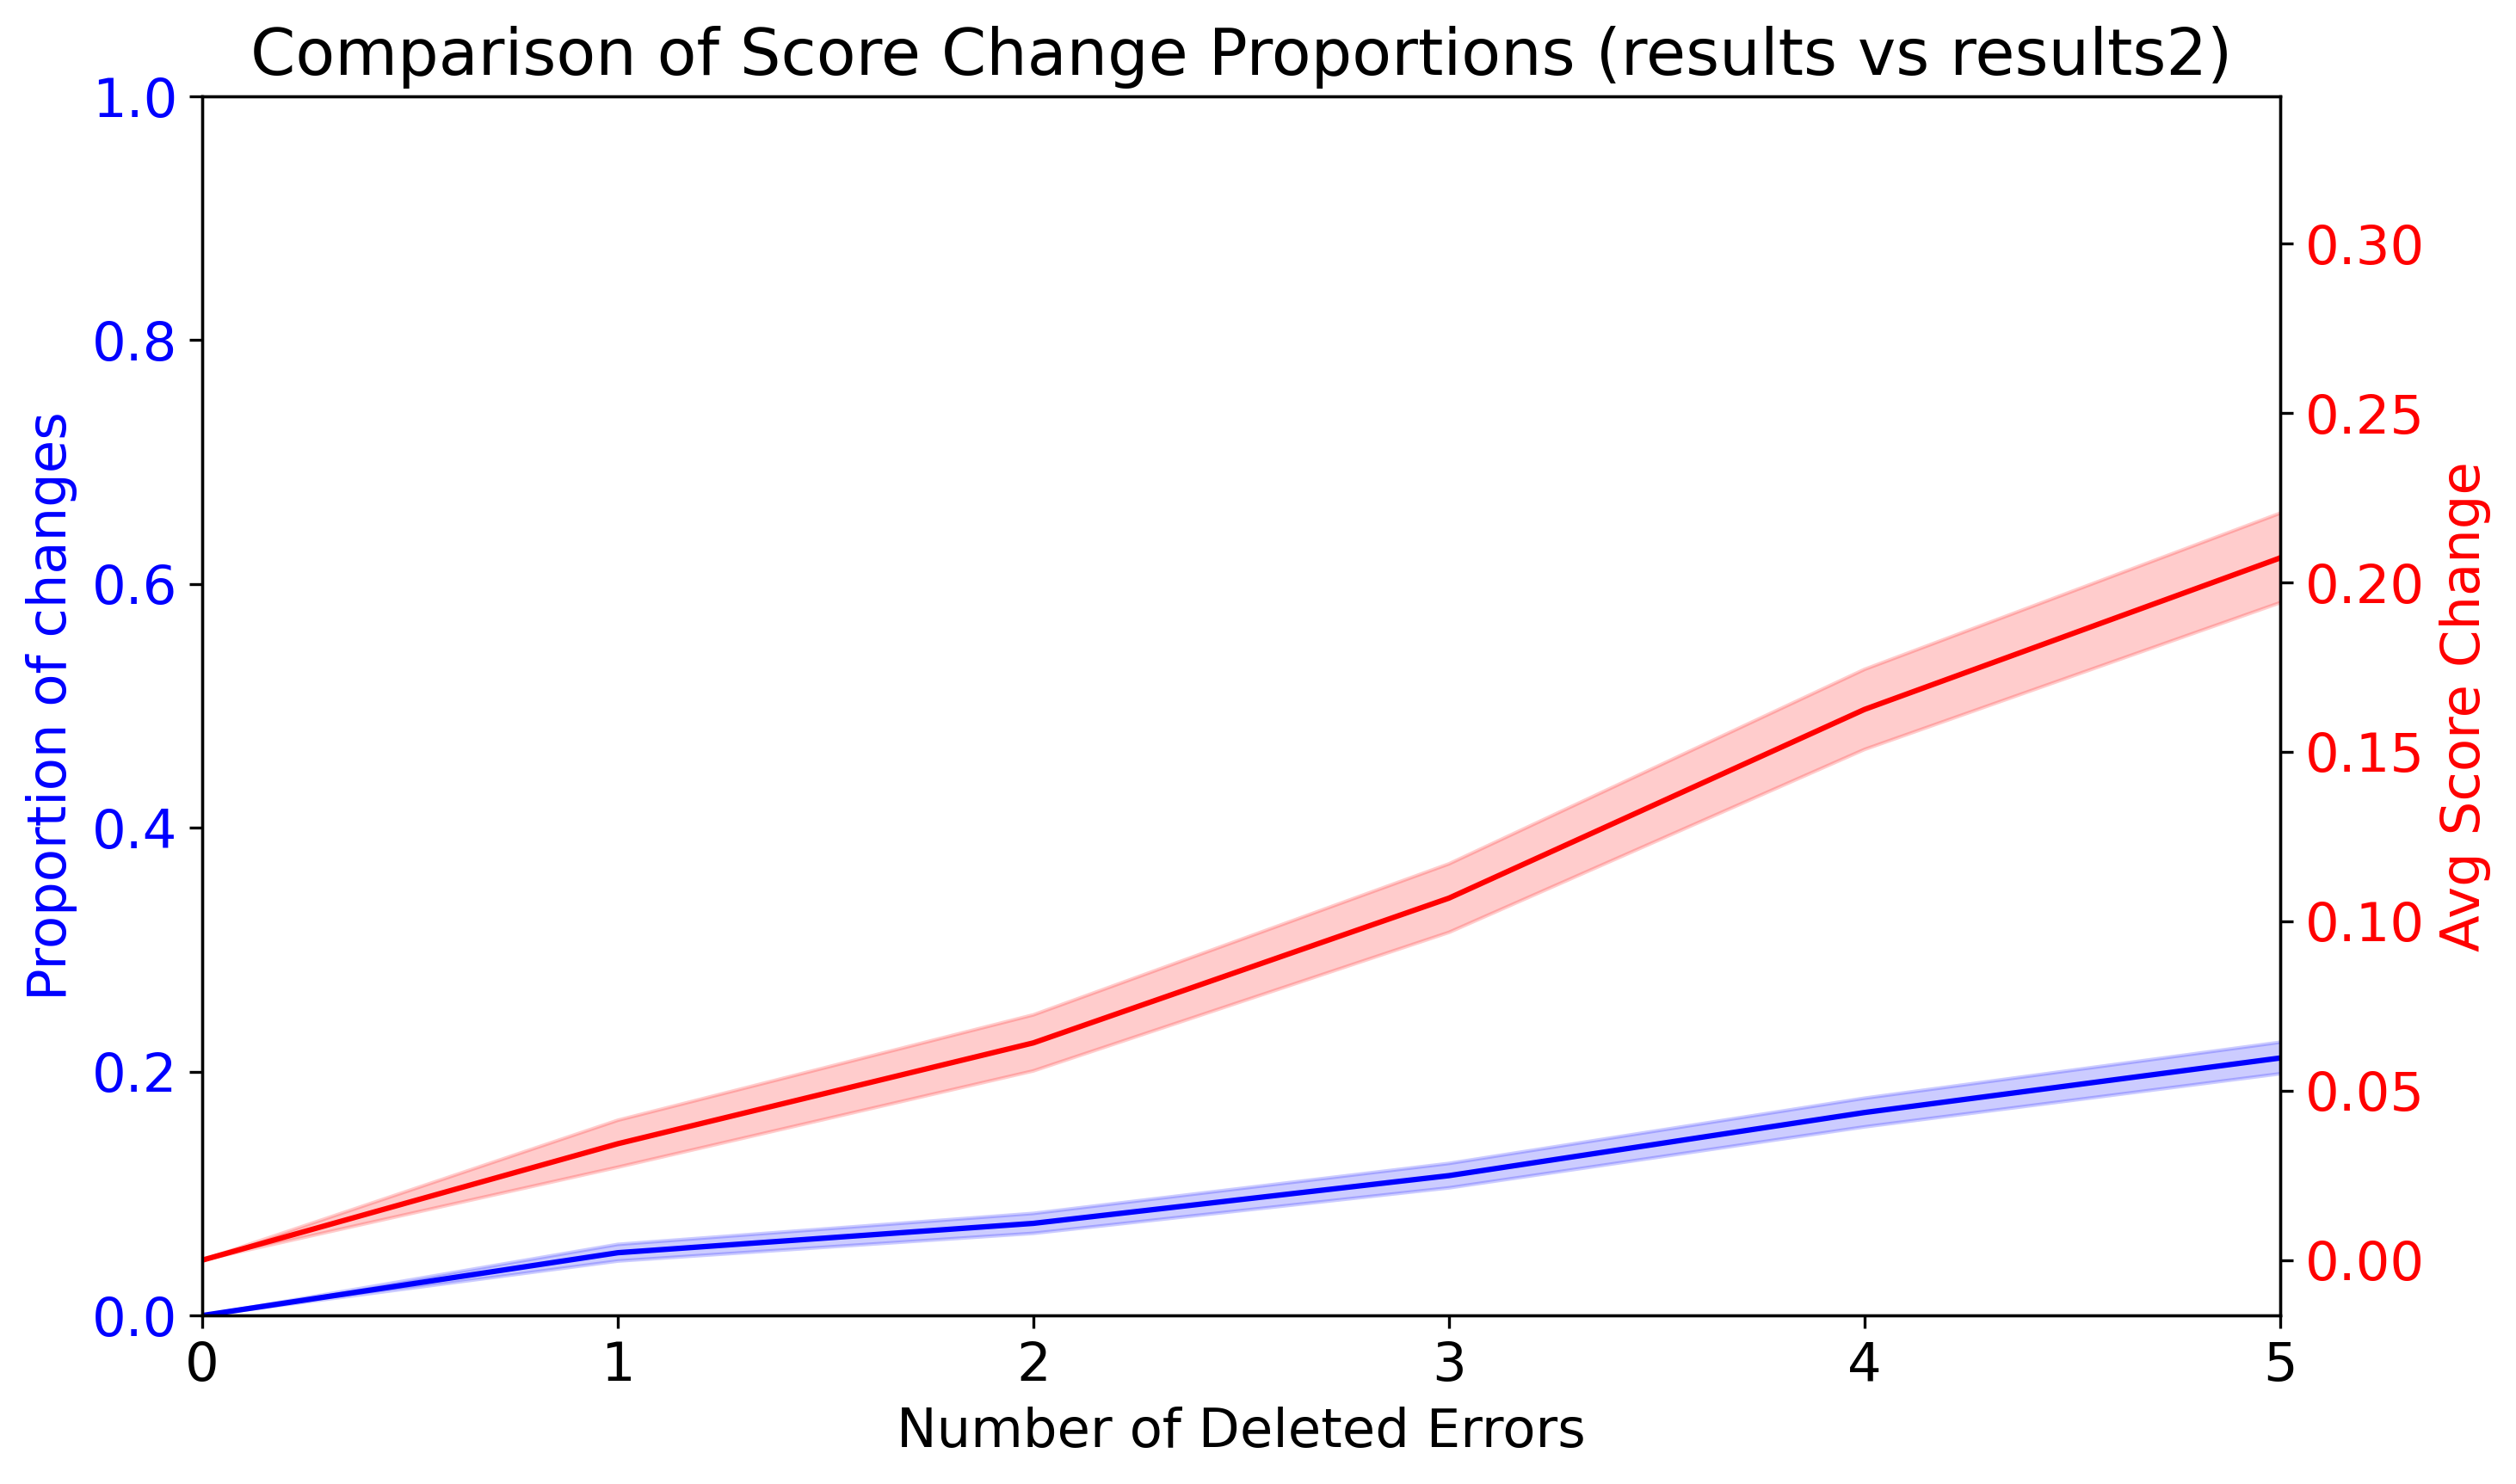 Comparison of Score Change Proportions (results vs results2)
Proportion of changes
1.0
0.8
0.6
0.4
0.2
0.0
0.30
0.25
0.20
0.15
0.10
0.05
0.00
Avg Score Change
0 1 2 3 4 5
Number of Deleted Errors